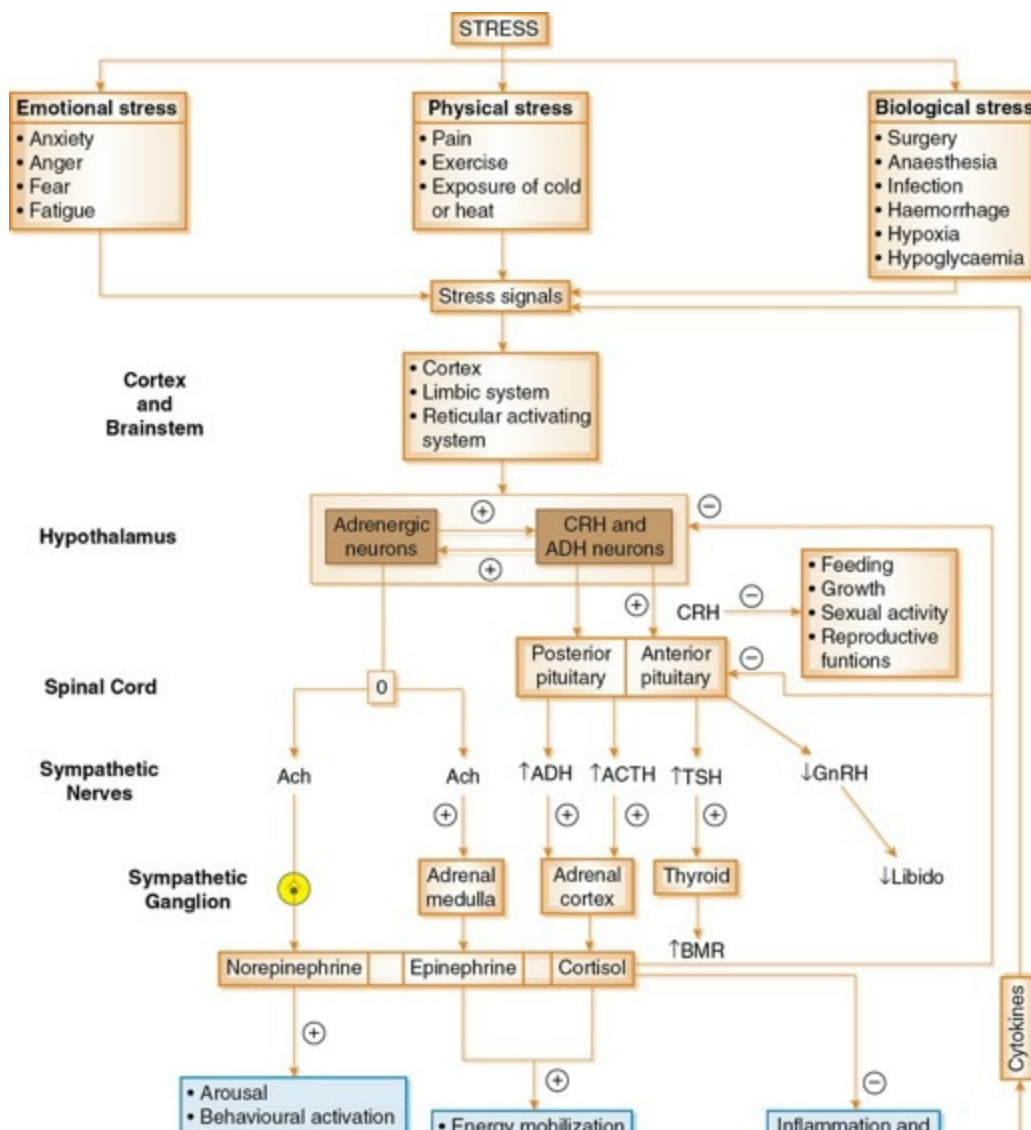 STRESS
Emotional stress
• Anxiety
• Anger
• Fear
• Fatigue
Physical stress
• Pain
• Exercise
• Exposure of cold
or heat
Biological stress
• Surgery
• Anaesthesia
• Infection
• Haemorrhage
• Hypoxia
• Hypoglycaemia
Stress signals
Cortex
and
Brainstem
• Cortex
• Limbic system
• Reticular activating
system
Hypothalamus
Adrenergic
neurons
+
+
CRH and
ADH neurons
−
+
CRH
−
• Feeding
• Growth
• Sexual activity
• Reproductive
funtions
Posterior
pituitary
Anterior
pituitary
−
Spinal Cord
0
Sympathetic
Nerves
Ach
Ach
↑ADH
↑ACTH
↑TSH
↓GnRH
+
+
+
+
Sympathetic
Ganglion
Adrenal
medulla
Adrenal
cortex
Thyroid
↓Libido
↑BMR
Norepinephrine
Epinephrine
Cortisol
Cytokines
+
+
−
• Arousal
• Behavioural activation
• Energy mobilization
Inflammation and